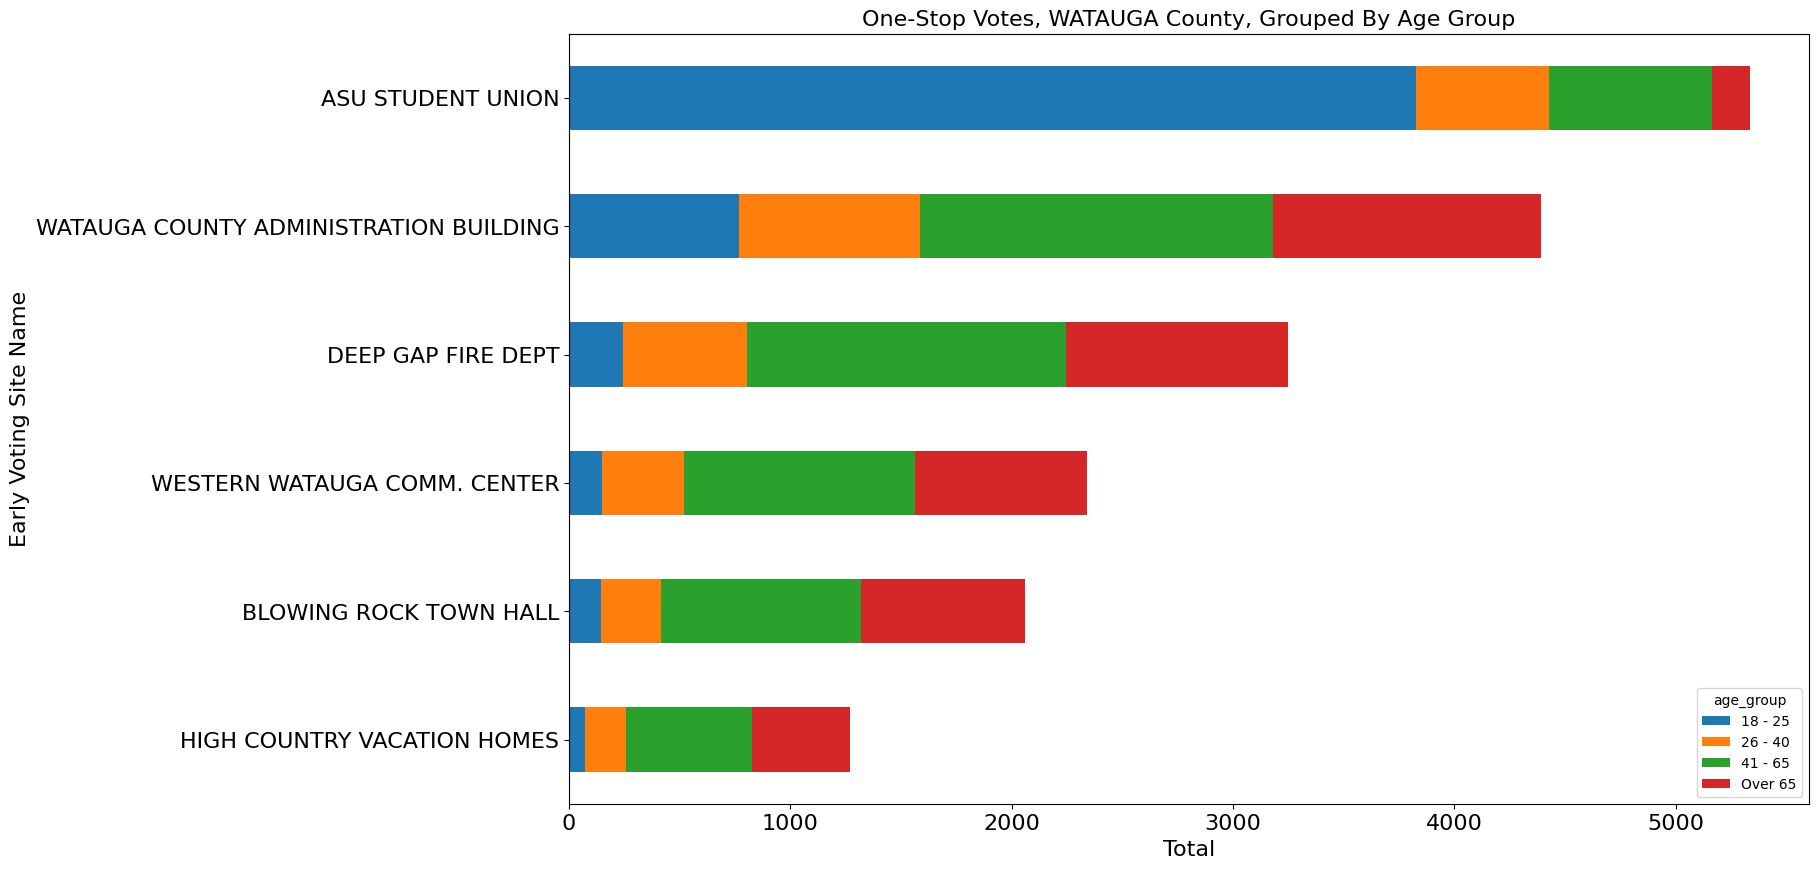 One-Stop Votes, WATAUGA County, Grouped By Age Group
Early Voting Site Name
ASU STUDENT UNION
WATAUGA COUNTY ADMINISTRATION BUILDING
DEEP GAP FIRE DEPT
WESTERN WATAUGA COMM. CENTER
BLOWING ROCK TOWN HALL
HIGH COUNTRY VACATION HOMES
age_group
18 - 25
26 - 40
41 - 65
Over 65
0 1000 2000 3000 4000 5000
Total